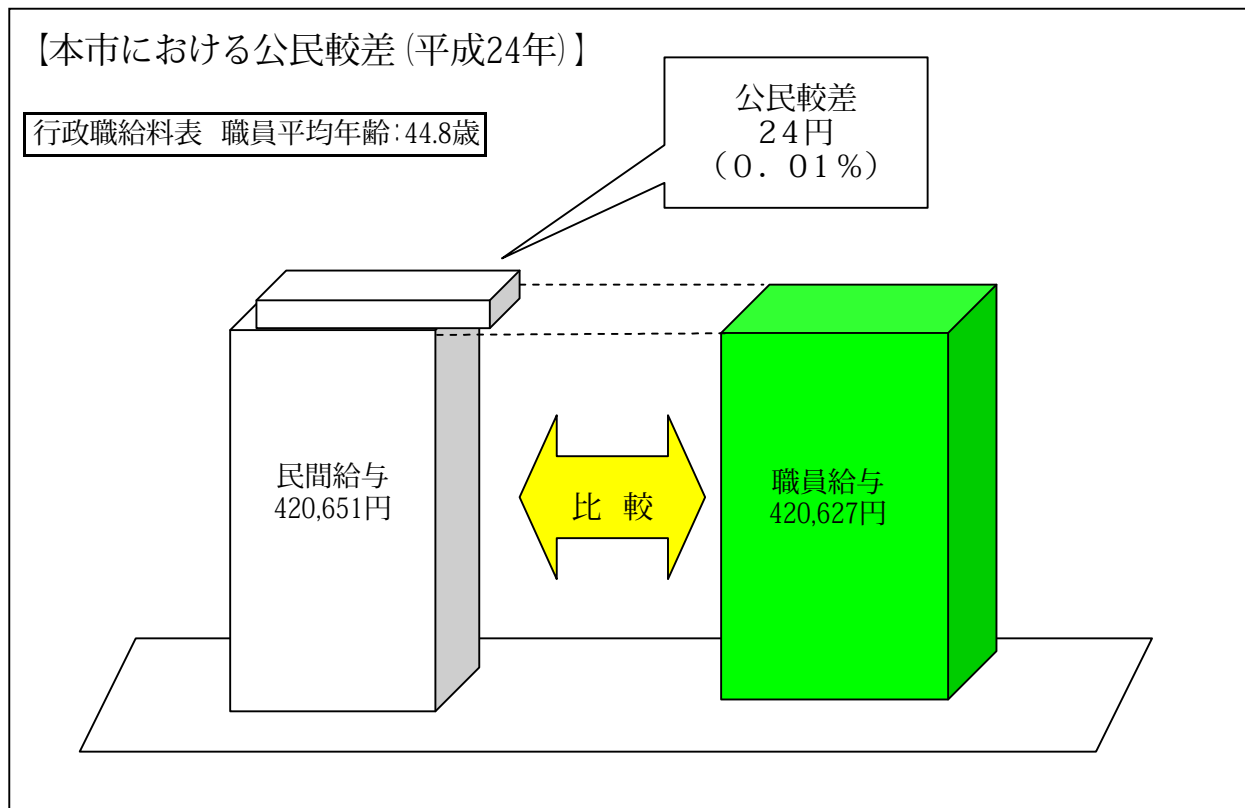 【本市における公民較差(平成24年)】
行政職給料表 職員平均年齢:44.8歳
公民較差
24円
(0.01%)
民間給与
420,651円
比 較
職員給与
420,627円